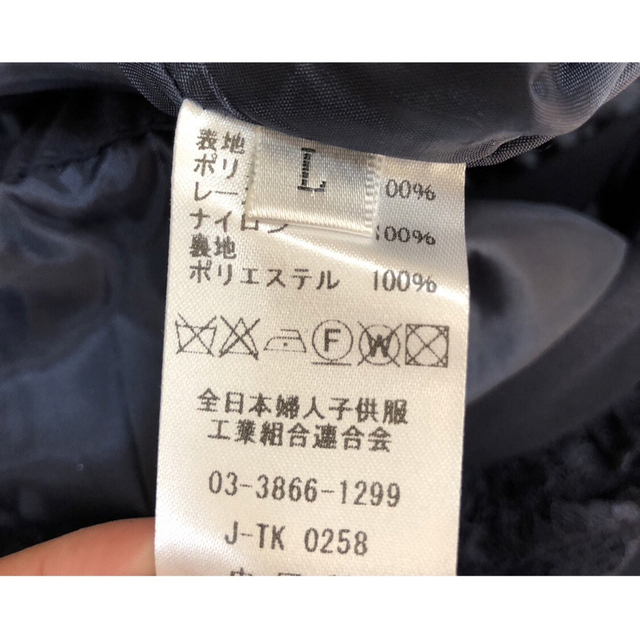 表地
ポリ
L
レー 00%
ナイロン 100%
裏地
ポリエステル 100%
F W
全日本婦人子供服
工業組合連合会
03-3866-1299
J-TK 0258